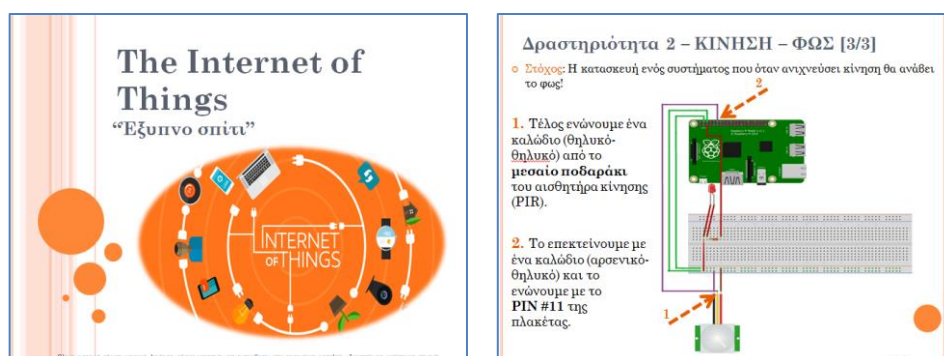 The Internet of
Things
“Έξυπνο σπίτι”
INTERNET
OF THINGS
Δραστηριότητα 2 – ΚΙΝΗΣΗ – ΦΩΣ [3/3]
Στόχος: Η κατασκευή ενός συστήματος που όταν ανιχνεύσει κίνηση θα ανάβει
το φως!
2
1. Τέλος ενώνουμε ένα
καλώδιο (θηλυκό-
θηλυκό) από το
μεσαίο ποδαράκι
του αισθητήρα κίνησης
(PIR).
2. Το επεκτείνουμε με
ένα καλώδιο (αρσενικό-
θηλυκό) και το
ενώνουμε με το
PIN #11 της
πλακέτας.
1